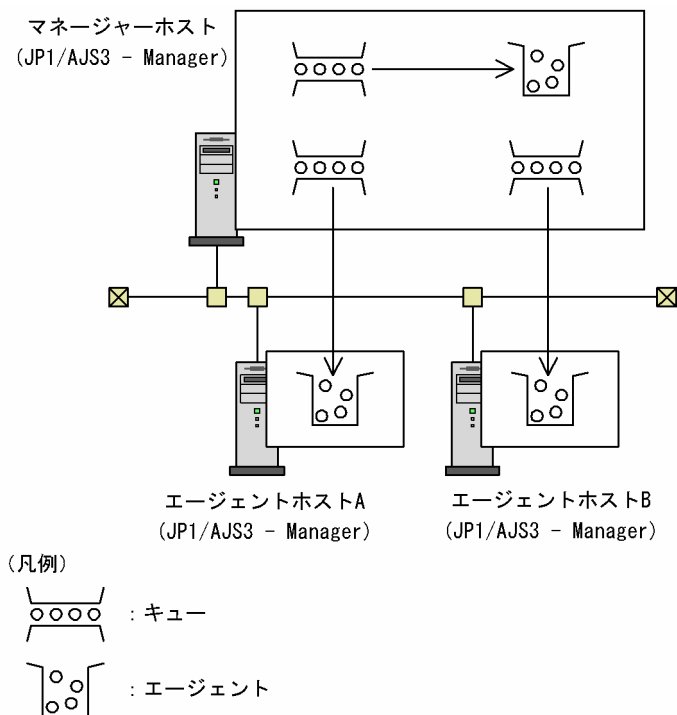 マネージャーホスト
(JP1/AJS3 - Manager)
エージェントホストA
(JP1/AJS3 - Manager)
エージェントホストB
(JP1/AJS3 - Manager)
(凡例)
：キュー
：エージェント